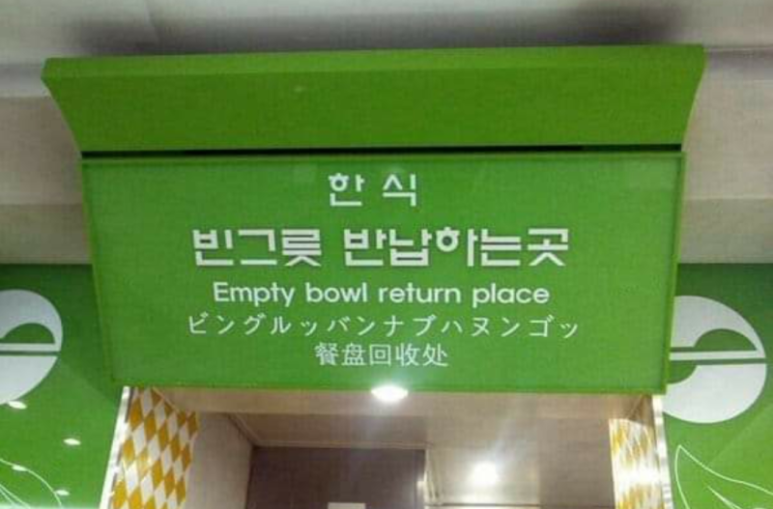 한식
빈그릇 반납하는곳
Empty bowl return place
ビングルッバンナプハヌンゴッ
餐盘回收处